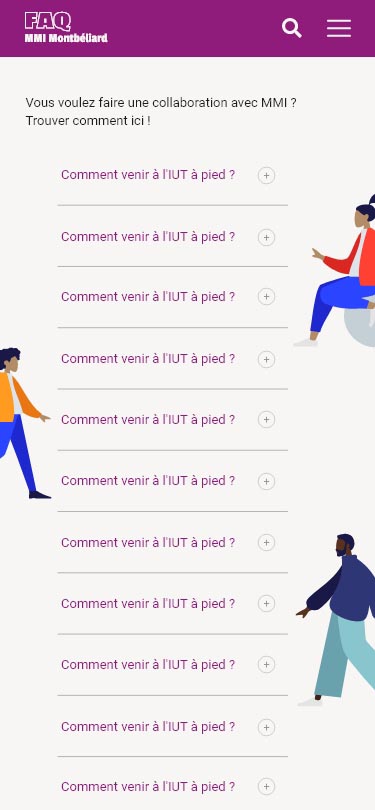 FAQ
MMI Montbéliard
Vous voulez faire une collaboration avec MMI ?
Trouver comment ici !
Comment venir à l'IUT à pied ?
Comment venir à l'IUT à pied ?
Comment venir à l'IUT à pied ?
Comment venir à l'IUT à pied ?
Comment venir à l'IUT à pied ?
Comment venir à l'IUT à pied ?
Comment venir à l'IUT à pied ?
Comment venir à l'IUT à pied ?
Comment venir à l'IUT à pied ?
Comment venir à l'IUT à pied ?
Comment venir à l'IUT à pied ?